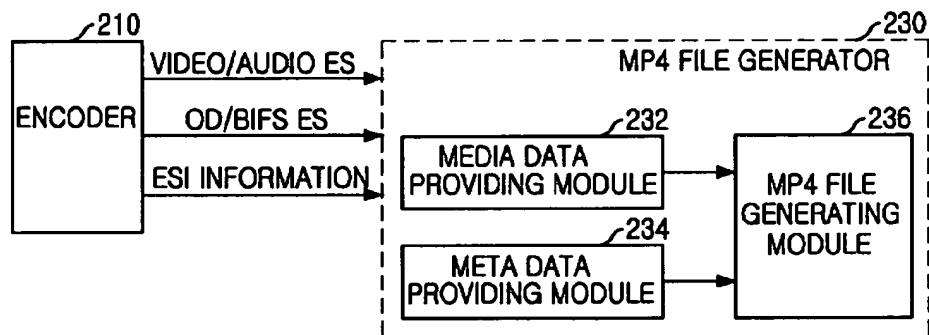 210
ENCODER
VIDEO/AUDIO ES
OD/BIFS ES
ESI INFORMATION
230
MP4 FILE GENERATOR
232
MEDIA DATA
PROVIDING MODULE
234
META DATA
PROVIDING MODULE
236
MP4 FILE
GENERATING
MODULE